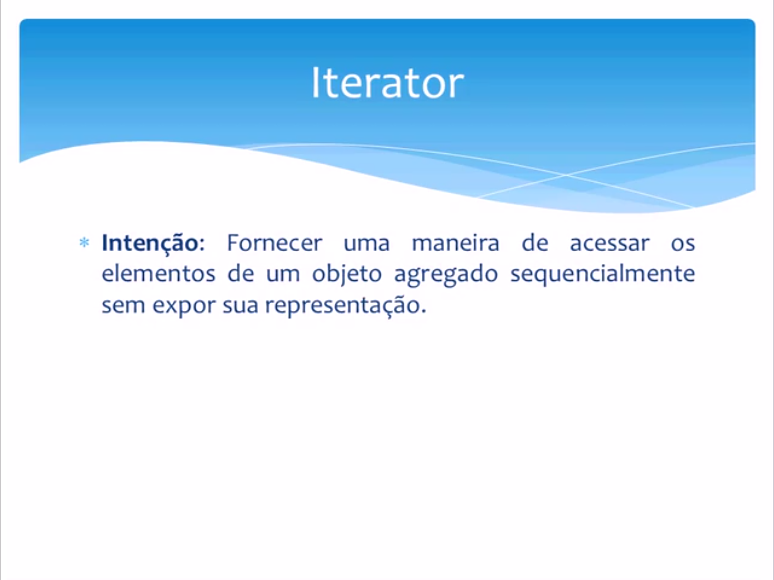 Iterator
* Intenção: Fornecer uma maneira de acessar os
elementos de um objeto agregado sequencialmente
sem expor sua representação.